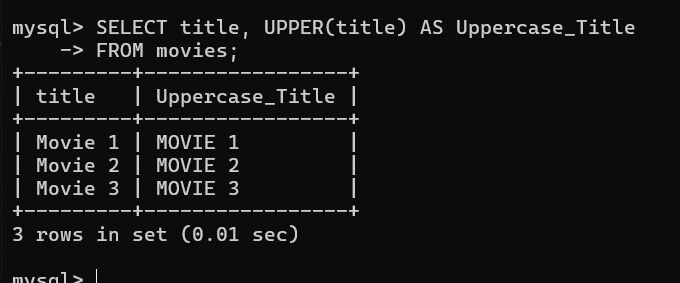 mysql> SELECT title, UPPER(title) AS Uppercase_Title
    -> FROM movies;
+---------+-----------------+
| title   | Uppercase_Title |
+---------+-----------------+
| Movie 1 | MOVIE 1         |
| Movie 2 | MOVIE 2         |
| Movie 3 | MOVIE 3         |
+---------+-----------------+
3 rows in set (0.01 sec)
mysql>